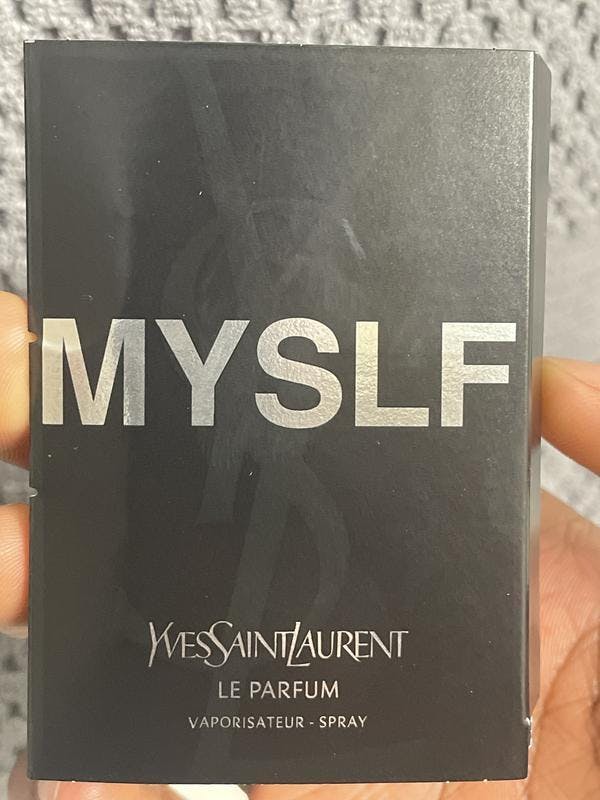 MYSLF
YVESSAINTLAURENT
LE PARFUM
VAPORISATEUR - SPRAY